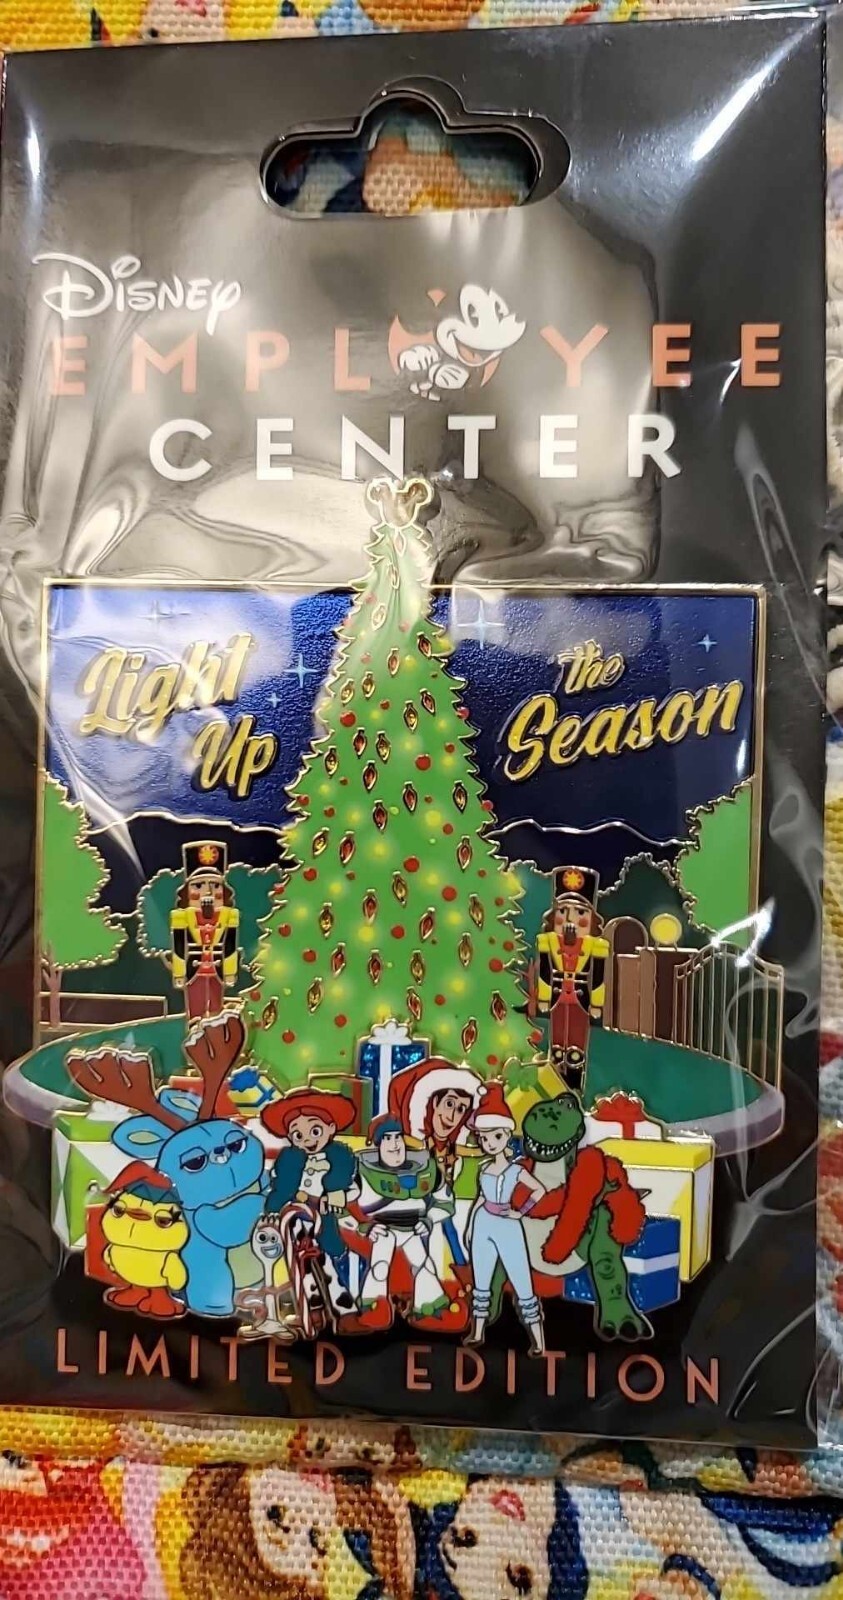 Disney
EMPLOYEE
CENTER
Light
Up
the
Season
LIMITED EDITION